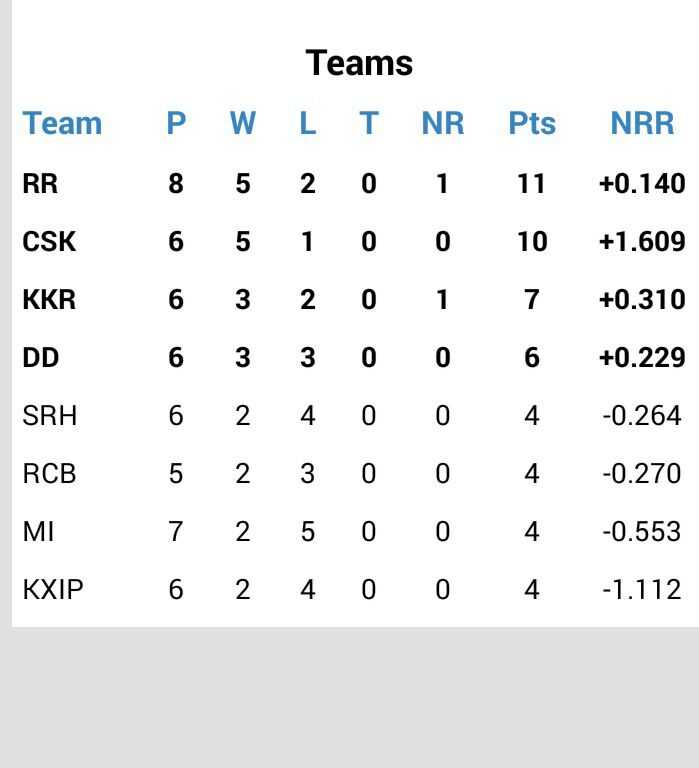 Teams
Team P W L T NR Pts NRR
RR 8 5 2 0 1 11 +0.140
CSK 6 5 1 0 0 10 +1.609
KKR 6 3 2 0 1 7 +0.310
DD 6 3 3 0 0 6 +0.229
SRH 6 2 4 0 0 4 -0.264
RCB 5 2 3 0 0 4 -0.270
MI 7 2 5 0 0 4 -0.553
KXIP 6 2 4 0 0 4 -1.112